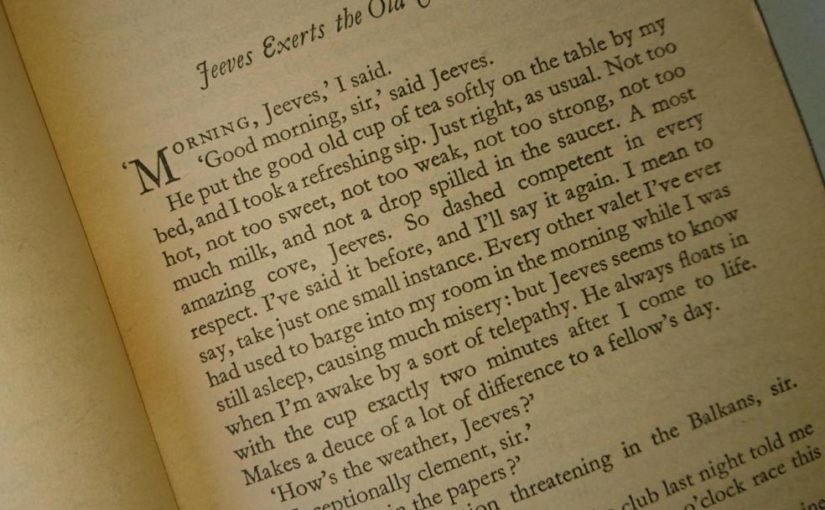 Jeeves Exerts the Old
‘MORNING, Jeeves,’ I said.
‘Good morning, sir,’ said Jeeves.
He put the good old cup of tea softly on the table by my
bed, and I took a refreshing sip. Just right, as usual. Not too
hot, not too sweet, not too weak, not too strong, not too
much milk, and not a drop spilled in the saucer. A most
amazing cove, Jeeves. So dashed competent in every
respect. I’ve said it before, and I’ll say it again. I mean to
say, take just one small instance. Every other valet I’ve ever
had used to barge into my room in the morning while I was
still asleep, causing much misery: but Jeeves seems to know
when I’m awake by a sort of telepathy. He always floats in
with the cup exactly two minutes after I come to life.
Makes a deuce of a lot of difference to a fellow’s day.
‘How’s the weather, Jeeves?’
clement, sir.’
in the papers?’
threatening in the Balkans, sir.
club last night told me
o’clock race this